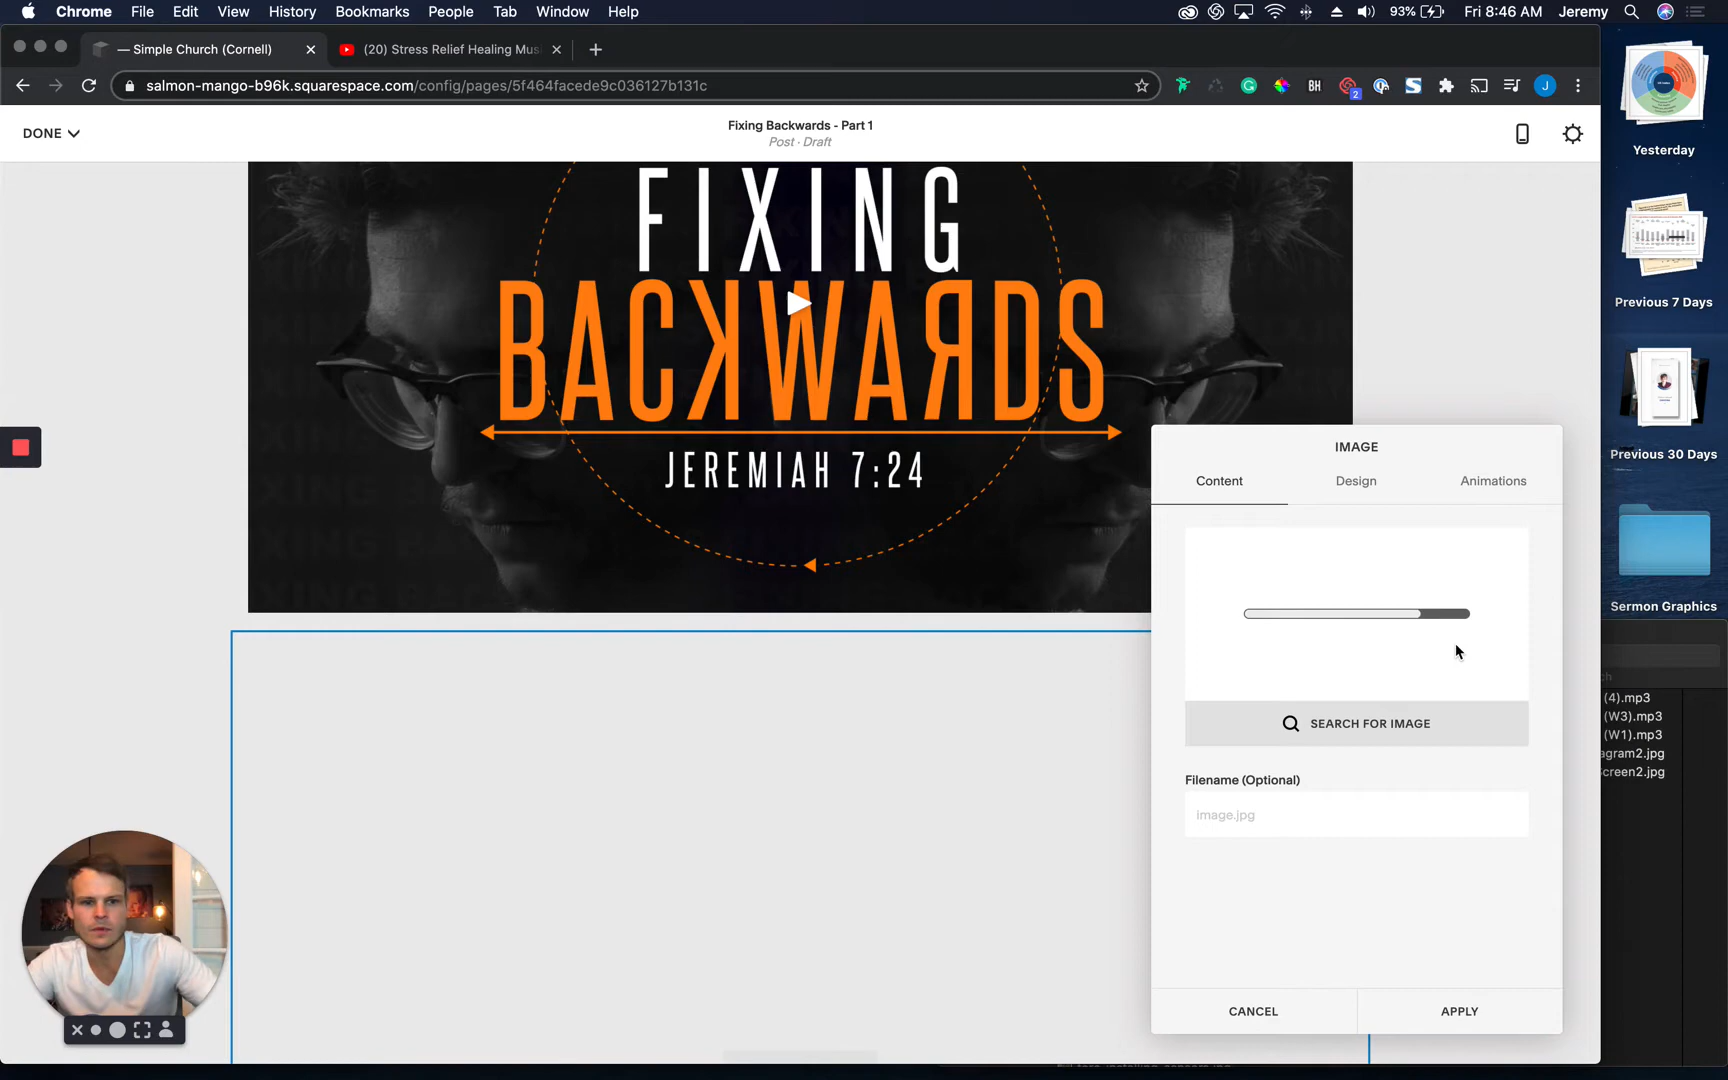 Chrome File Edit View History Bookmarks People Tab Window Help 93% Fri 8:46 AM Jeremy
— Simple Church (Cornell) (20) Stress Relief Healing Mus
salmon-mango-b96k.squarespace.com/config/pages/5f464facede9c036127b131c
BH
2
J
DONE
Fixing Backwards - Part 1
Post · Draft
FIXING
BACKWARDS
JEREMIAH 7:24
Yesterday
Previous 7 Days
Previous 30 Days
Sermon Graphics
IMAGE
Content Design Animations
SEARCH FOR IMAGE
Filename (Optional)
image.jpg
CANCEL APPLY
(4).mp3
(W3).mp3
(W1).mp3
agram2.jpg
creen2.jpg